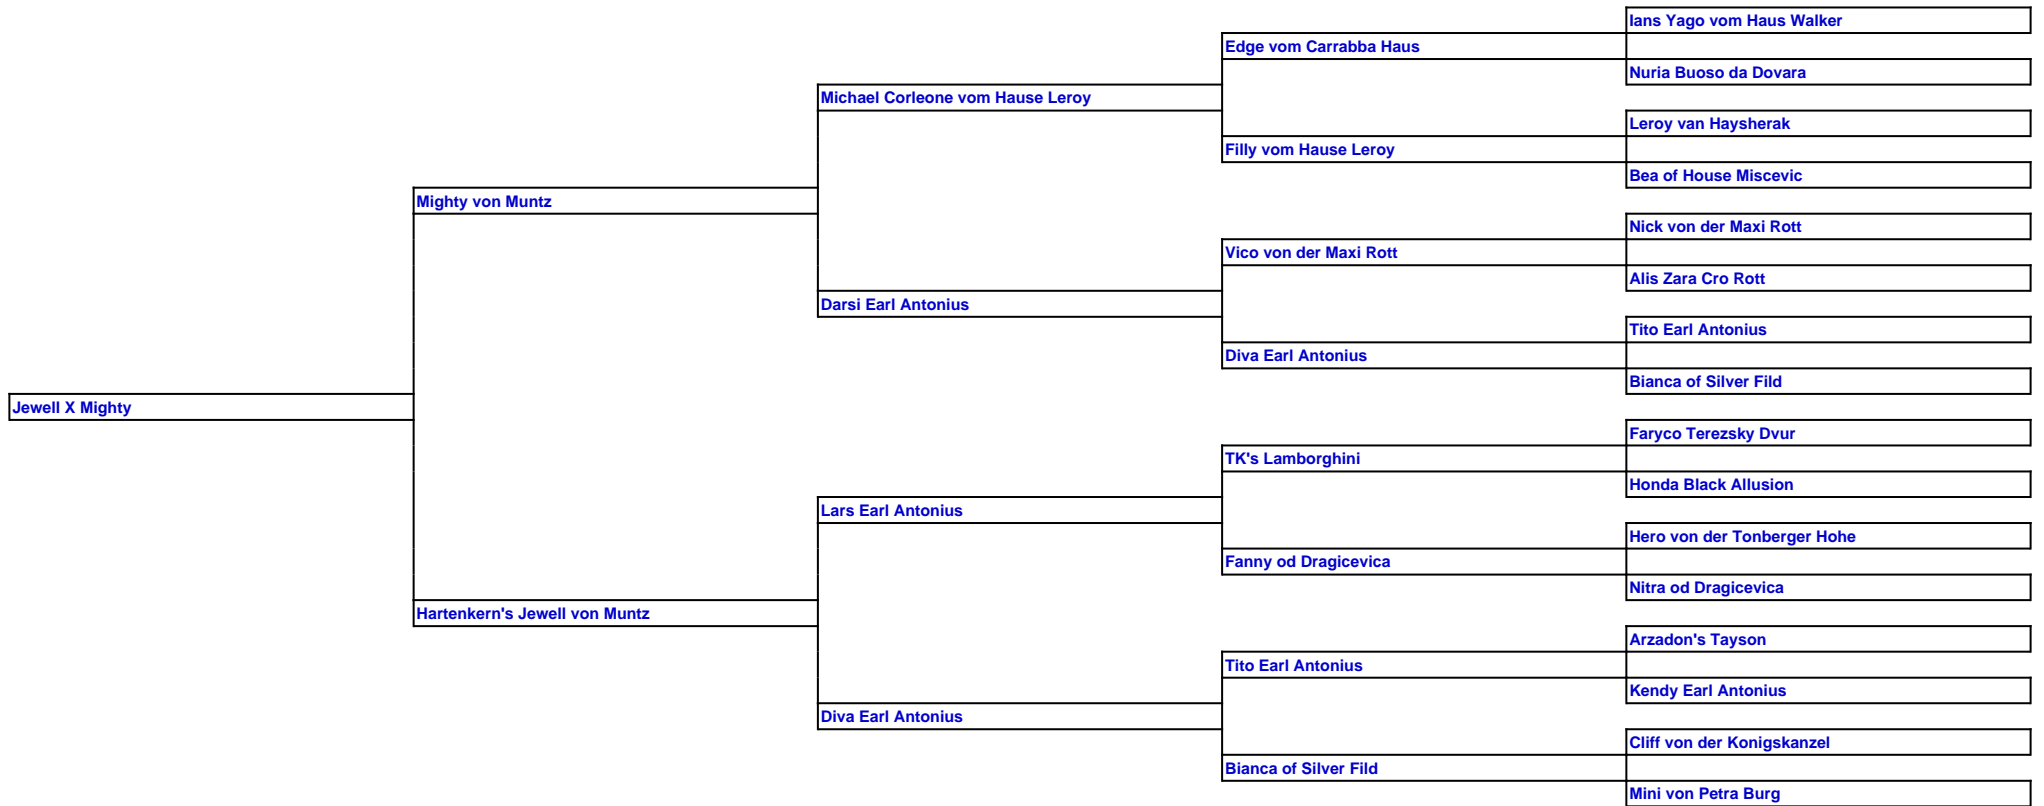 Ians Yago vom Haus Walker
Edge vom Carrabba Haus
Nuria Buoso da Dovara
Michael Corleone vom Hause Leroy
Leroy van Haysherak
Filly vom Hause Leroy
Bea of House Miscevic
Mighty von Muntz
Nick von der Maxi Rott
Vico von der Maxi Rott
Alis Zara Cro Rott
Darsi Earl Antonius
Tito Earl Antonius
Diva Earl Antonius
Bianca of Silver Fild
Jewell X Mighty
Faryco Terezsky Dvur
TK's Lamborghini
Honda Black Allusion
Lars Earl Antonius
Hero von der Tonberger Hohe
Fanny od Dragicevica
Nitra od Dragicevica
Hartenkern's Jewell von Muntz
Arzadon's Tayson
Tito Earl Antonius
Kendy Earl Antonius
Diva Earl Antonius
Cliff von der Konigskanzel
Bianca of Silver Fild
Mini von Petra Burg